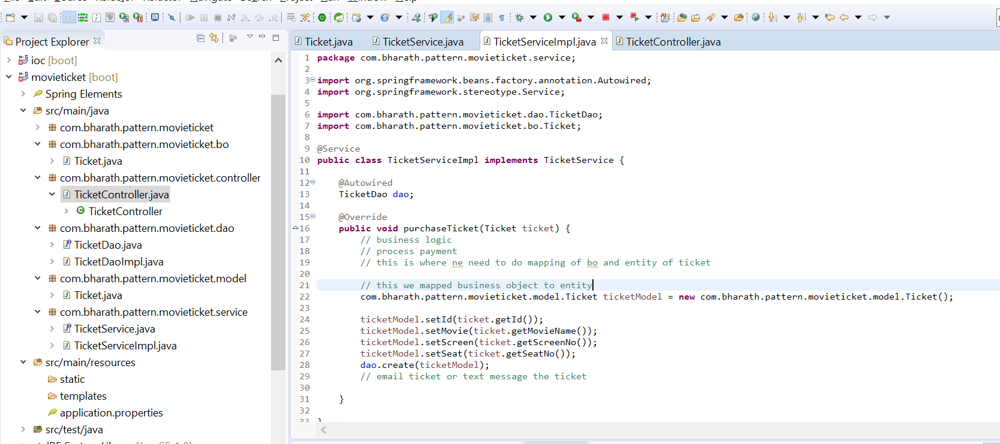 Project Explorer
ioc [boot]
movieticket [boot]
Spring Elements
src/main/java
com.bharath.pattern.movieticket
com.bharath.pattern.movieticket.bo
Ticket.java
com.bharath.pattern.movieticket.controller
TicketController.java
TicketController
com.bharath.pattern.movieticket.dao
TicketDao.java
TicketDaoImpl.java
com.bharath.pattern.movieticket.model
Ticket.java
com.bharath.pattern.movieticket.service
TicketService.java
TicketServiceImpl.java
src/main/resources
static
templates
application.properties
src/test/java
Ticket.java TicketService.java TicketServiceImpl.java TicketController.java
1 package com.bharath.pattern.movieticket.service;
2
3 import org.springframework.beans.factory.annotation.Autowired;
4 import org.springframework.stereotype.Service;
5
6 import com.bharath.pattern.movieticket.dao.TicketDao;
7 import com.bharath.pattern.movieticket.bo.Ticket;
8
9 @Service
10 public class TicketServiceImpl implements TicketService {
11
12 @Autowired
13 TicketDao dao;
14
15 @Override
16 public void purchaseTicket(Ticket ticket) {
17 // business logic
18 // process payment
19 // this is where ne need to do mapping of bo and entity of ticket
20
21 // this we mapped business object to entity
22 com.bharath.pattern.movieticket.model.Ticket ticketModel = new com.bharath.pattern.movieticket.model.Ticket();
23
24 ticketModel.setId(ticket.getId());
25 ticketModel.setMovie(ticket.getMovieName());
26 ticketModel.setScreen(ticket.getScreenNo());
27 ticketModel.setSeat(ticket.getSeatNo());
28 dao.create(ticketModel);
29 // email ticket or text message the ticket
30
31 }
32
33 }